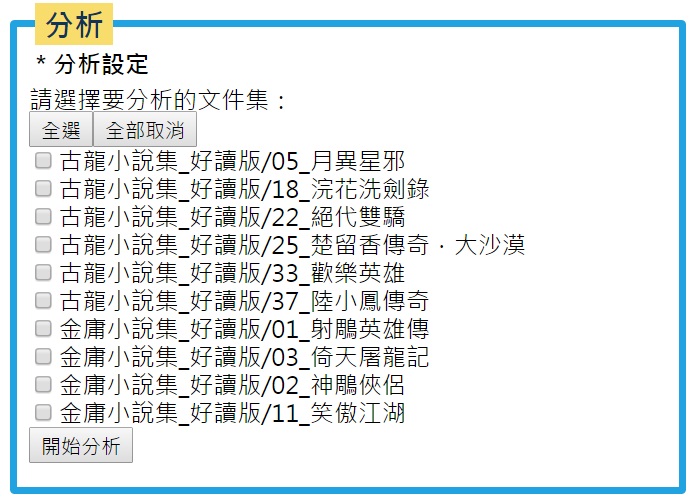 分析
* 分析設定
請選擇要分析的文件集：
全選 全部取消
古龍小說集_好讀版/05_月異星邪
古龍小說集_好讀版/18_浣花洗劍錄
古龍小說集_好讀版/22_絕代雙驕
古龍小說集_好讀版/25_楚留香傳奇．大沙漠
古龍小說集_好讀版/33_歡樂英雄
古龍小說集_好讀版/37_陸小鳳傳奇
金庸小說集_好讀版/01_射鵰英雄傳
金庸小說集_好讀版/03_倚天屠龍記
金庸小說集_好讀版/02_神鵰俠侶
金庸小說集_好讀版/11_笑傲江湖
開始分析